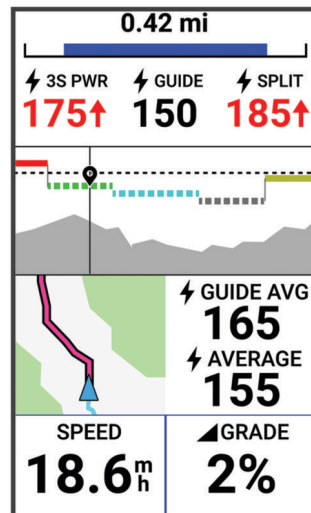 0.42 mi
3S PWR GUIDE SPLIT
175↑ 150 185↑
GUIDE AVG
165
AVERAGE
155
SPEED GRADE
18.6 m/h 2%